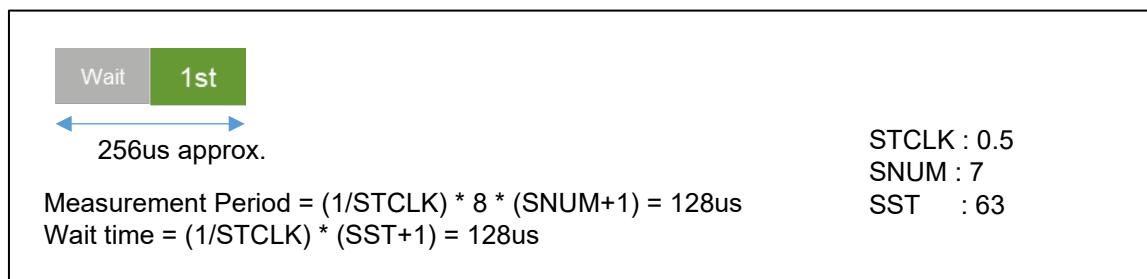 Wait 1st
256us approx.
STCLK : 0.5
SNUM : 7
SST : 63
Measurement Period = (1/STCLK) * 8 * (SNUM+1) = 128us
Wait time = (1/STCLK) * (SST+1) = 128us